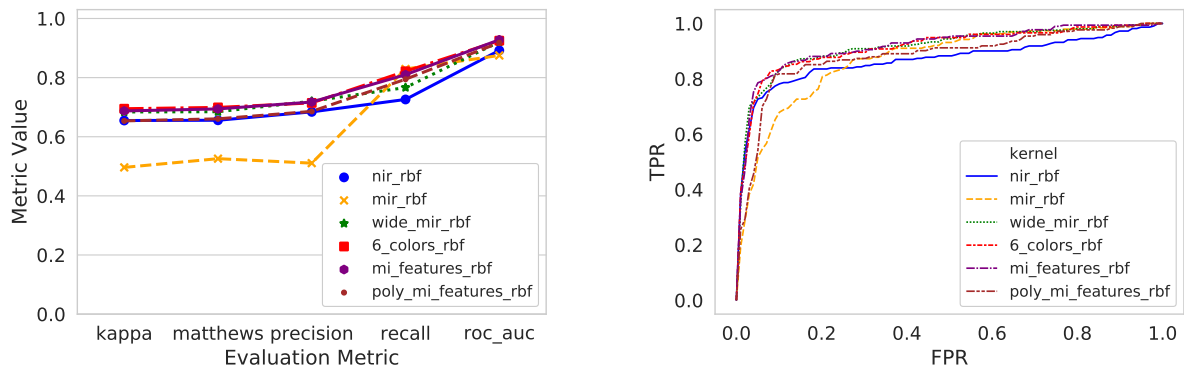 1.0
0.8
0.6
0.4
0.2
0.0
Metric Value
nir_rbf
mir_rbf
wide_mir_rbf
6_colors_rbf
mi_features_rbf
poly_mi_features_rbf
kappa matthews precision recall roc_auc
Evaluation Metric
1.0
0.8
0.6
0.4
0.2
0.0
TPR
kernel
nir_rbf
mir_rbf
wide_mir_rbf
6_colors_rbf
mi_features_rbf
poly_mi_features_rbf
0.0 0.2 0.4 0.6 0.8 1.0
FPR